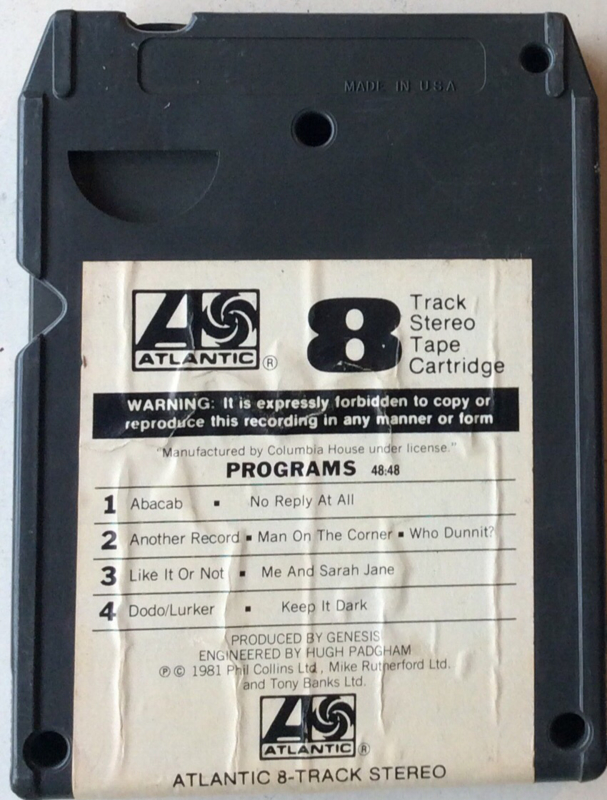 MADE IN USA
ATLANTIC ®
8 Track
Stereo
Tape
Cartridge
WARNING: It is expressly forbidden to copy or
reproduce this recording in any manner or form
"Manufactured by Columbia House under license."
PROGRAMS 48:48
1 Abacab ▪ No Reply At All
2 Another Record ▪ Man On The Corner ▪ Who Dunnit?
3 Like It Or Not ▪ Me And Sarah Jane
4 Dodo/Lurker ▪ Keep It Dark
PRODUCED BY GENESIS
ENGINEERED BY HUGH PADGHAM
℗ © 1981 Phil Collins Ltd., Mike Rutherford Ltd.
and Tony Banks Ltd.
ATLANTIC ®
ATLANTIC 8-TRACK STEREO